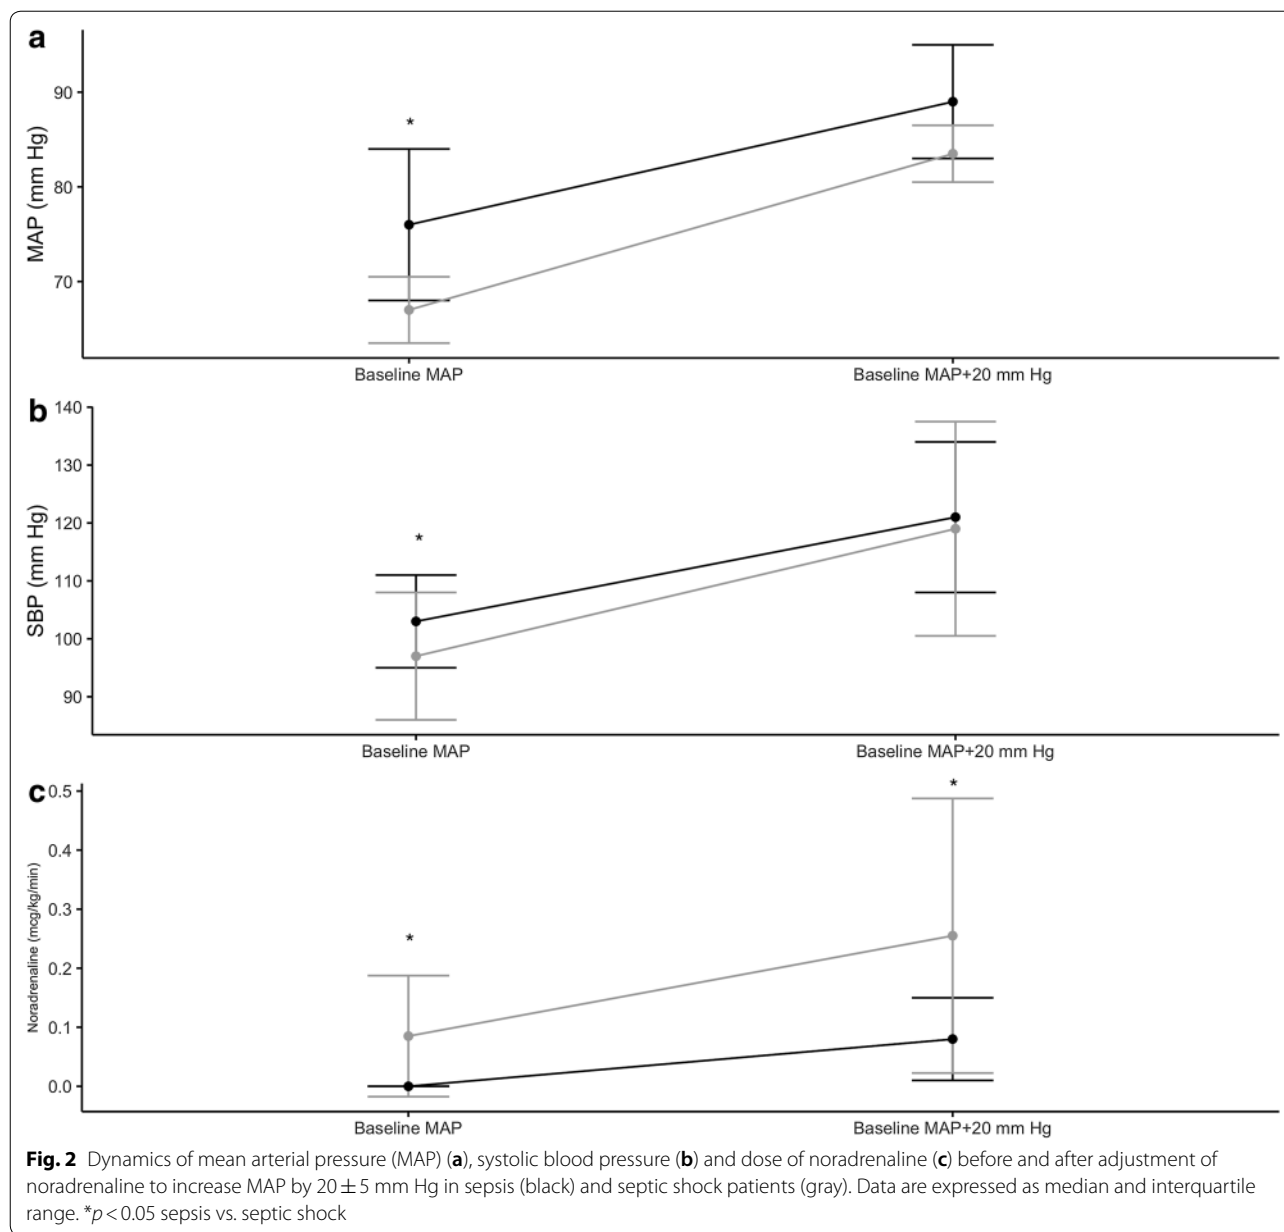 a
MAP (mm Hg)
90
80
70
*
Baseline MAP
Baseline MAP+20 mm Hg
b
SBP (mm Hg)
140
130
120
110
100
90
*
Baseline MAP
Baseline MAP+20 mm Hg
c
Noradrenaline (mcg/kg/min)
0.5
0.4
0.3
0.2
0.1
0.0
*
*
Baseline MAP
Baseline MAP+20 mm Hg
Fig. 2 Dynamics of mean arterial pressure (MAP) (a), systolic blood pressure (b) and dose of noradrenaline (c) before and after adjustment of
noradrenaline to increase MAP by 20 ± 5 mm Hg in sepsis (black) and septic shock patients (gray). Data are expressed as median and interquartile
range. *p < 0.05 sepsis vs. septic shock